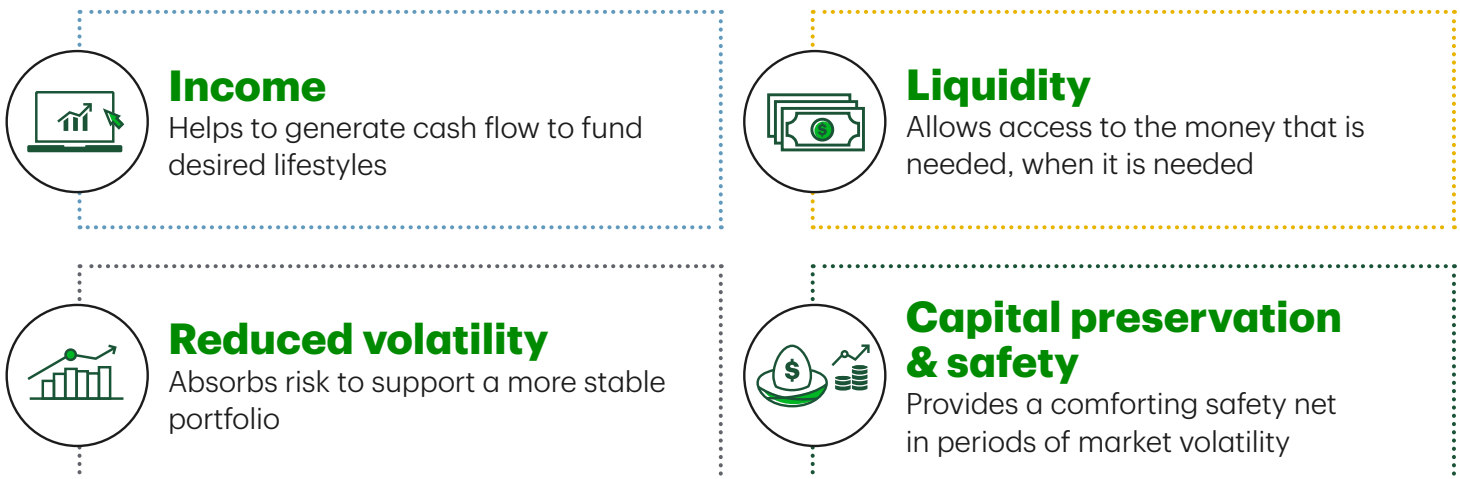 Income
Helps to generate cash flow to fund
desired lifestyles
Liquidity
Allows access to the money that is
needed, when it is needed
Reduced volatility
Absorbs risk to support a more stable
portfolio
Capital preservation
& safety
Provides a comforting safety net
in periods of market volatility
$
$